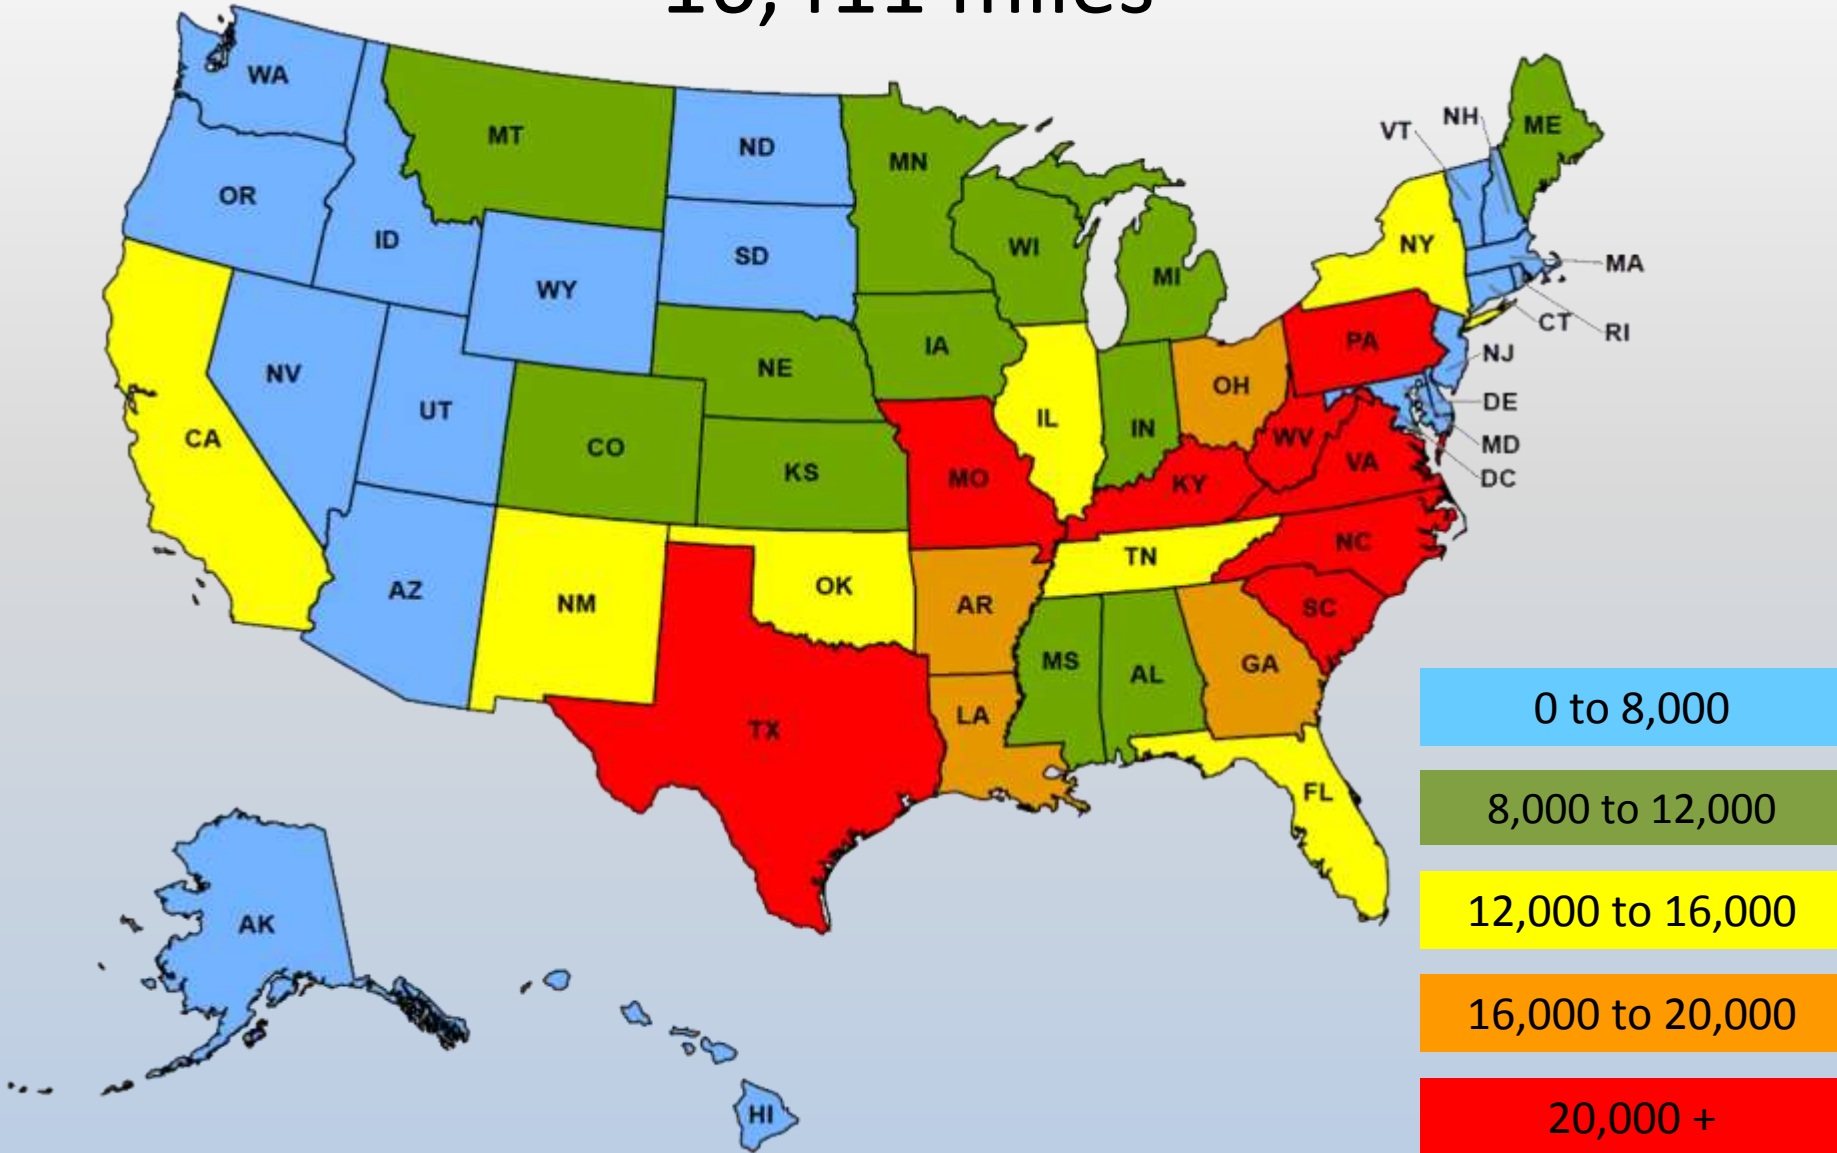 miles
WA
MT
ND
MN
ME
NH
VT
OR
ID
WY
SD
WI
MI
NY
MA
CT
RI
NV
UT
CO
NE
IA
IL
IN
OH
PA
NJ
DE
MD
DC
CA
KS
MO
KY
WV
VA
AZ
NM
OK
AR
TN
NC
SC
TX
LA
MS
AL
GA
FL
AK
HI
0 to 8,000
8,000 to 12,000
12,000 to 16,000
16,000 to 20,000
20,000 +